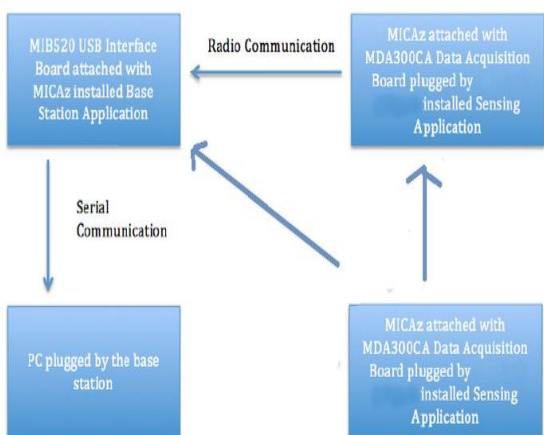 MIB520 USB Interface
Board attached with
MICAz installed Base
Station Application
Radio Communication
MICAz attached with
MDA300CA Data Acquisition
Board plugged by
installed Sensing
Application
Serial
Communication
PC plugged by the base
station
MICAz attached with
MDA300CA Data Acquisition
Board plugged by
installed Sensing
Application